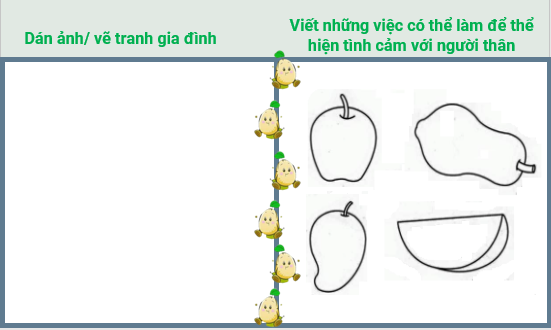 Dán ảnh/ vẽ tranh gia đình
Viết những việc có thể làm để thể
hiện tình cảm với người thân